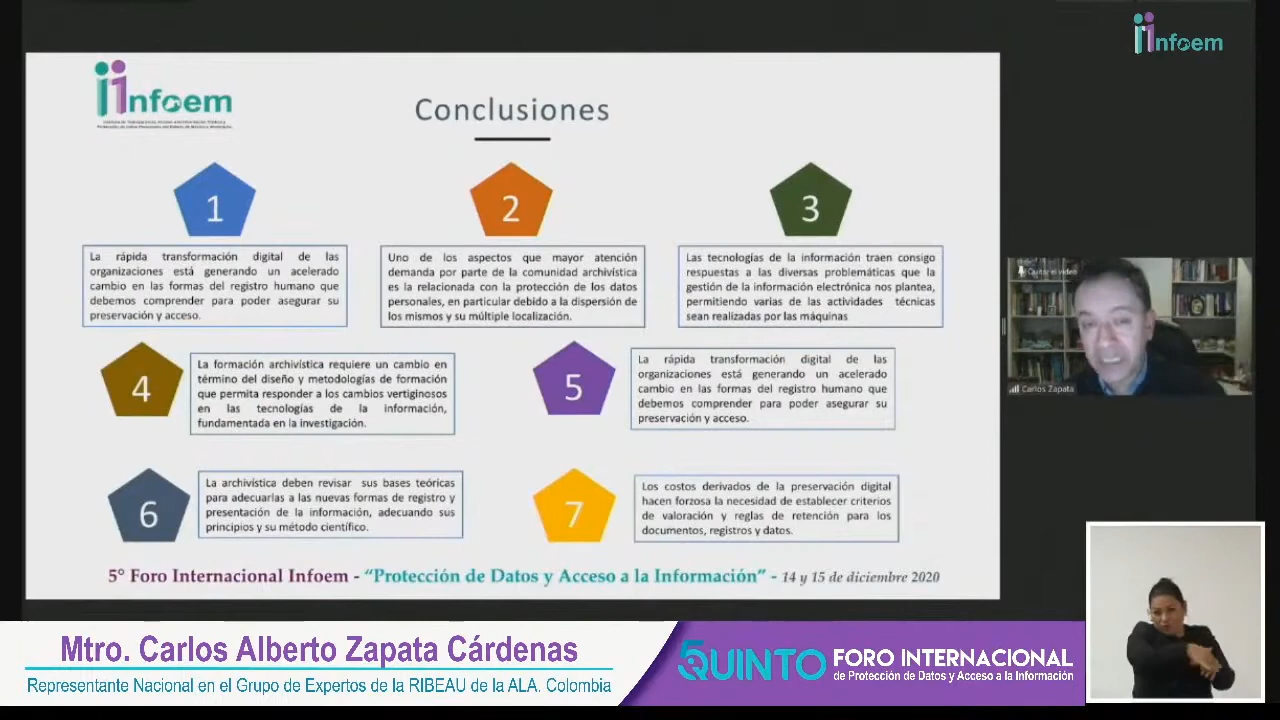 infoem
infoem
Conclusiones
1
La rápida transformación digital de las
organizaciones está generando un acelerado
cambio en las formas del registro humano que
debemos comprender para poder asegurar su
preservación y acceso.
2
Uno de los aspectos que mayor atención
demanda por parte de la comunidad archivística
es la relacionada con la protección de los datos
personales, en particular debido a la dispersión de
los mismos y su múltiple localización.
3
Las tecnologías de la información traen consigo
respuestas a las diversas problemáticas que la
gestión de la información electrónica nos plantea,
permitiendo varias de las actividades técnicas
sean realizadas por las máquinas
4
La formación archivística requiere un cambio en
término del diseño y metodologías de formación
que permita responder a los cambios vertiginosos
en las tecnologías de la información,
fundamentada en la investigación.
5
La rápida transformación digital de las
organizaciones está generando un acelerado
cambio en las formas del registro humano que
debemos comprender para poder asegurar su
preservación y acceso.
6
La archivística deben revisar sus bases teóricas
para adecuarlas a las nuevas formas de registro y
presentación de la información, adecuando sus
principios y su método científico.
7
Los costos derivados de la preservación digital
hacen forzosa la necesidad de establecer criterios
de valoración y reglas de retención para los
documentos, registros y datos.
5° Foro Internacional Infoem - “Protección de Datos y Acceso a la Información” - 14 y 15 de diciembre 2020
Carlos Zapata
Mtro. Carlos Alberto Zapata Cárdenas
Representante Nacional en el Grupo de Expertos de la RIBEAU de la ALA. Colombia
5 QUINTO
FORO INTERNACIONAL
de Protección de Datos y Acceso a la Información